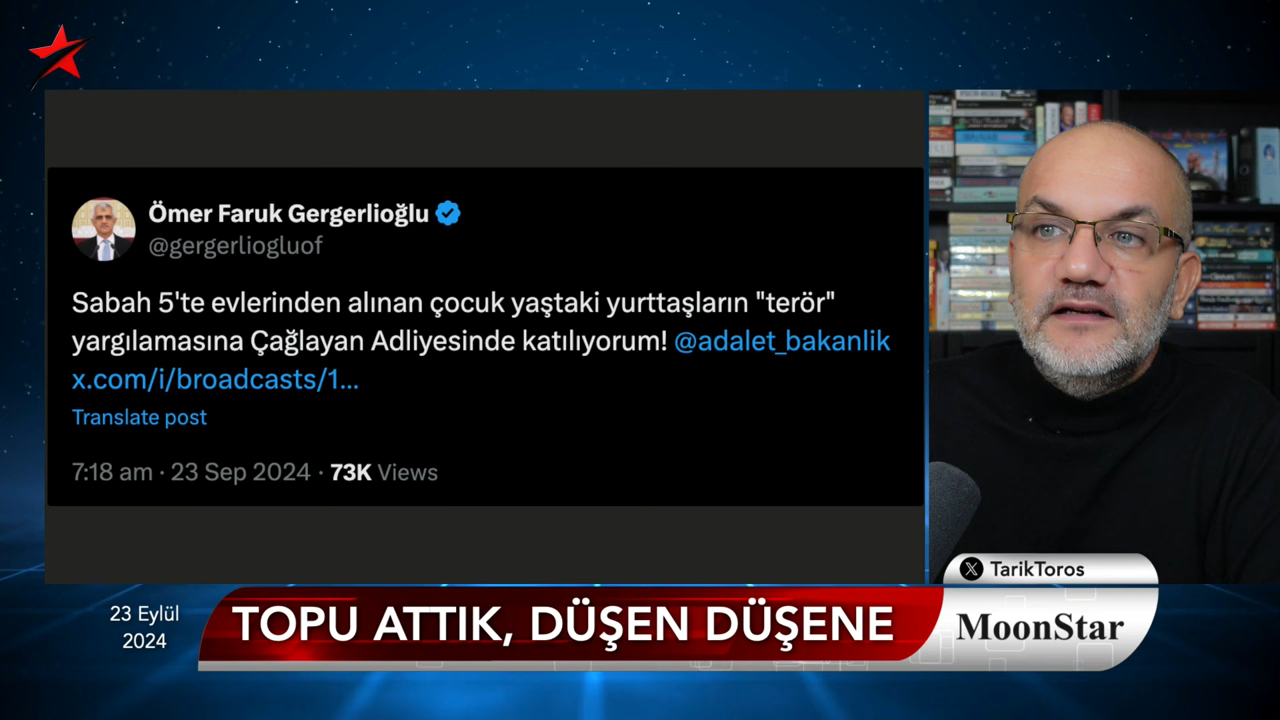 Ömer Faruk Gergerlioğlu
@gergerliogluof
Sabah 5'te evlerinden alınan çocuk yaştaki yurttaşların "terör"
yargılamasına Çağlayan Adliyesinde katılıyorum! @adalet_bakanlik
x.com/i/broadcasts/1...
Translate post
7:18 am · 23 Sep 2024 · 73K Views
TarikToros
23 Eylül
2024
TOPU ATTIK, DÜŞEN DÜŞENE
MoonStar